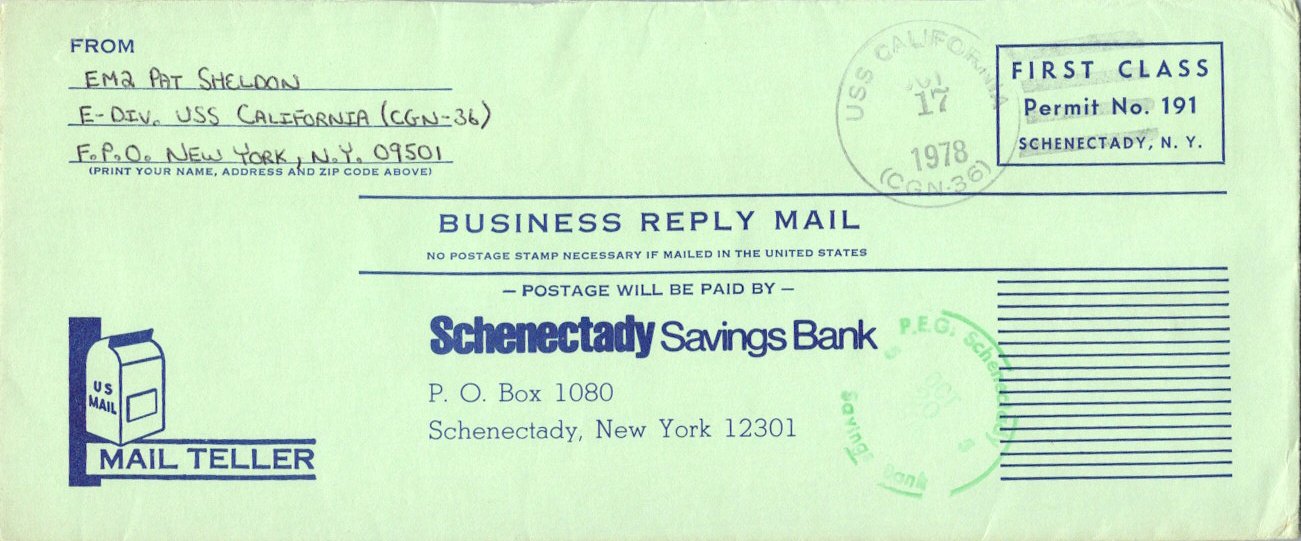 FROM
EM2 PAT SHELDON
E-DIV. USS CALIFORNIA (CGN-36)
F.P.O. NEW YORK, N.Y. 09501
(PRINT YOUR NAME, ADDRESS AND ZIP CODE ABOVE)
USS CALIFORNIA
17
1978
(CGN-36)
FIRST CLASS
Permit No. 191
SCHENECTADY, N. Y.
BUSINESS REPLY MAIL
NO POSTAGE STAMP NECESSARY IF MAILED IN THE UNITED STATES
— POSTAGE WILL BE PAID BY —
Schenectady Savings Bank
P. O. Box 1080
Schenectady, New York 12301
P.E.G. Schenectady
OCT
Savings Bank
US
MAIL
MAIL TELLER